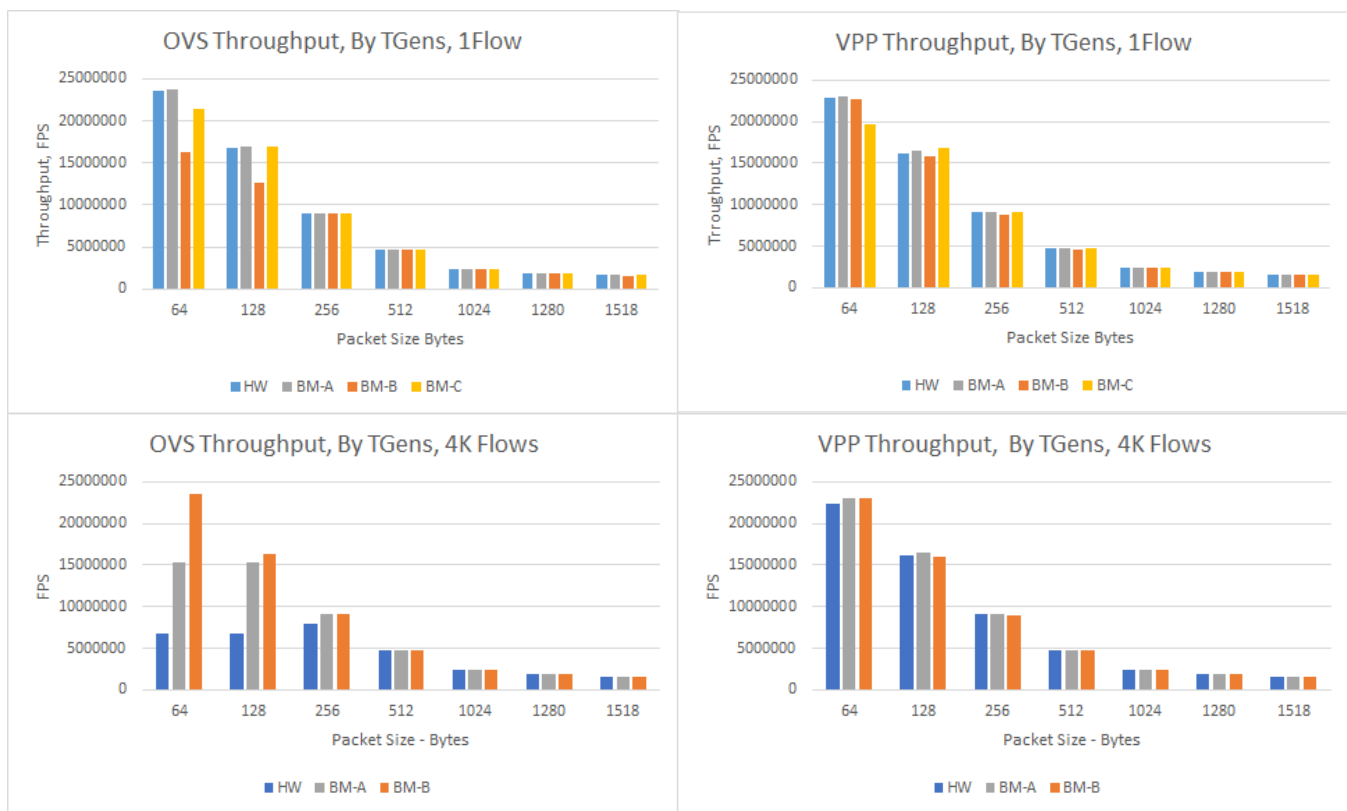 OVS Throughput, By TGens, 1Flow
25000000
20000000
15000000
10000000
5000000
0
Throughput, FPS
64 128 256 512 1024 1280 1518
Packet Size Bytes
HW BM-A BM-B BM-C
VPP Throughput, By TGens, 1Flow
25000000
20000000
15000000
10000000
5000000
0
Trroughput, FPS
64 128 256 512 1024 1280 1518
Packet Size Bytes
HW BM-A BM-B BM-C
OVS Throughput, By TGens, 4K Flows
25000000
20000000
15000000
10000000
5000000
0
FPS
64 128 256 512 1024 1280 1518
Packet Size - Bytes
HW BM-A BM-B
VPP Throughput, By TGens, 4K Flows
25000000
20000000
15000000
10000000
5000000
0
FPS
64 128 256 512 1024 1280 1518
Packet Size - Bytes
HW BM-A BM-B